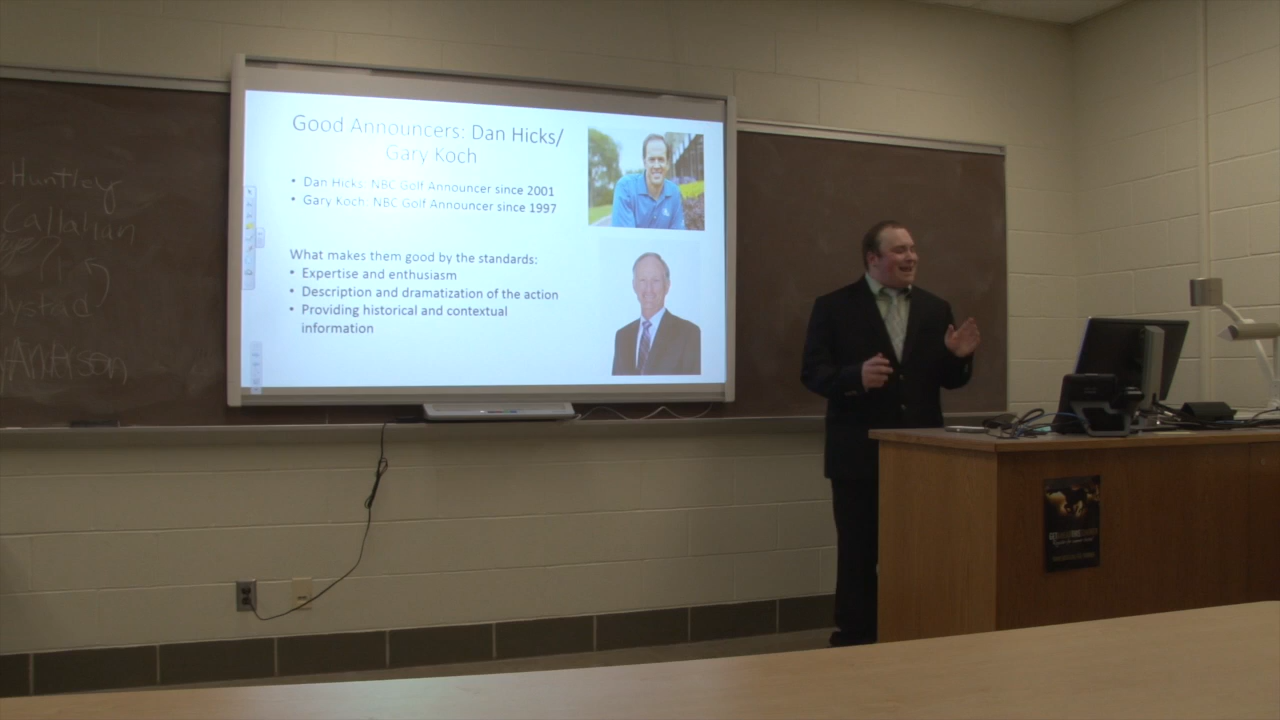 Huntley
Callahan
Good Announcers: Dan Hicks/
Gary Koch
• Dan Hicks: NBC Golf Announcer since 2001
• Gary Koch: NBC Golf Announcer since 1997
What makes them good by the standards:
• Expertise and enthusiasm
• Description and dramatization of the action
• Providing historical and contextual
information